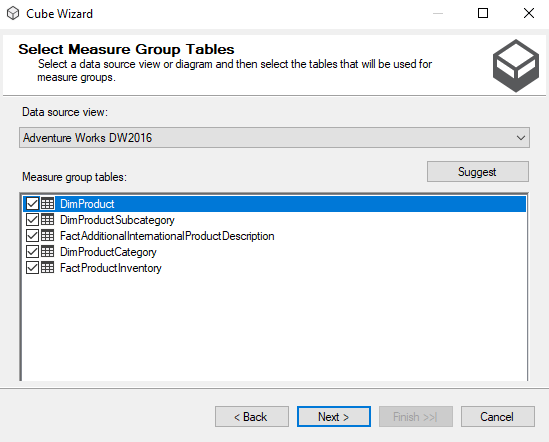 Cube Wizard
Select Measure Group Tables
Select a data source view or diagram and then select the tables that will be used for
measure groups.
Data source view:
Adventure Works DW2016
Suggest
Measure group tables:
DimProduct
DimProductSubcategory
FactAdditionalInternationalProductDescription
DimProductCategory
FactProductInventory
< Back
Next >
Finish >>|
Cancel